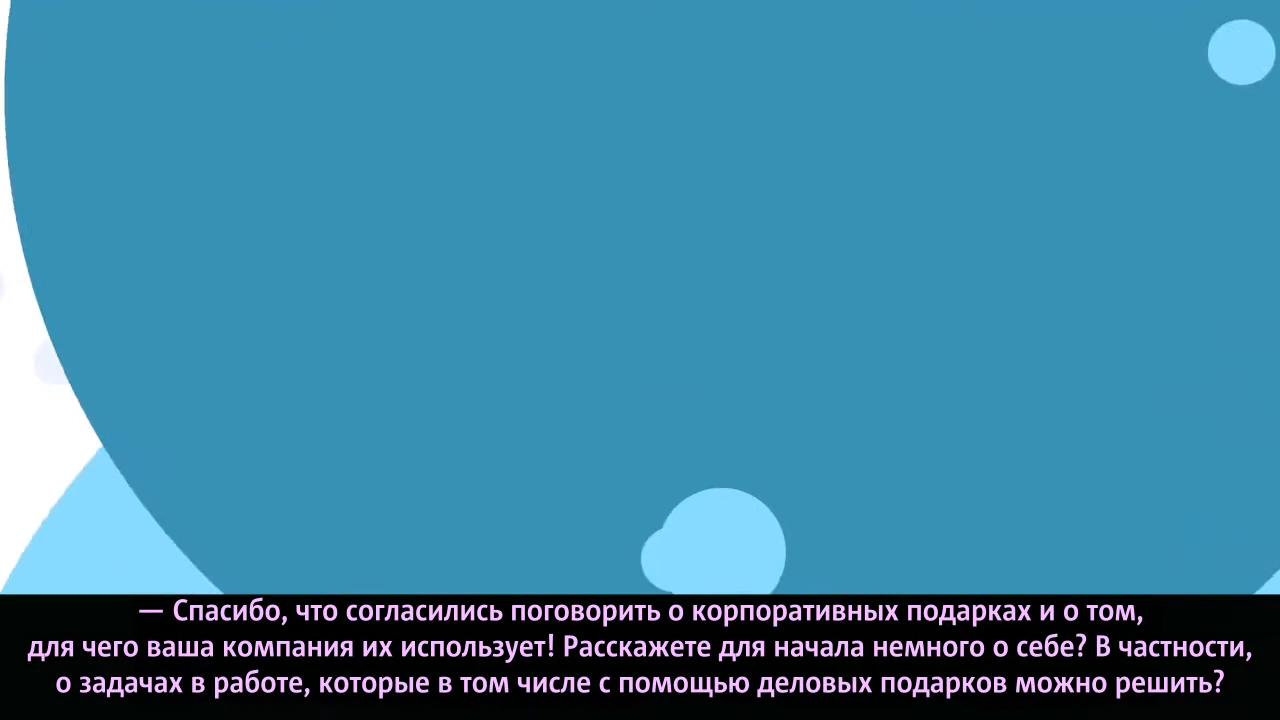 — Спасибо, что согласились поговорить о корпоративных подарках и о том,
для чего ваша компания их использует! Расскажете для начала немного о себе? В частности,
о задачах в работе, которые в том числе с помощью деловых подарков можно решить?